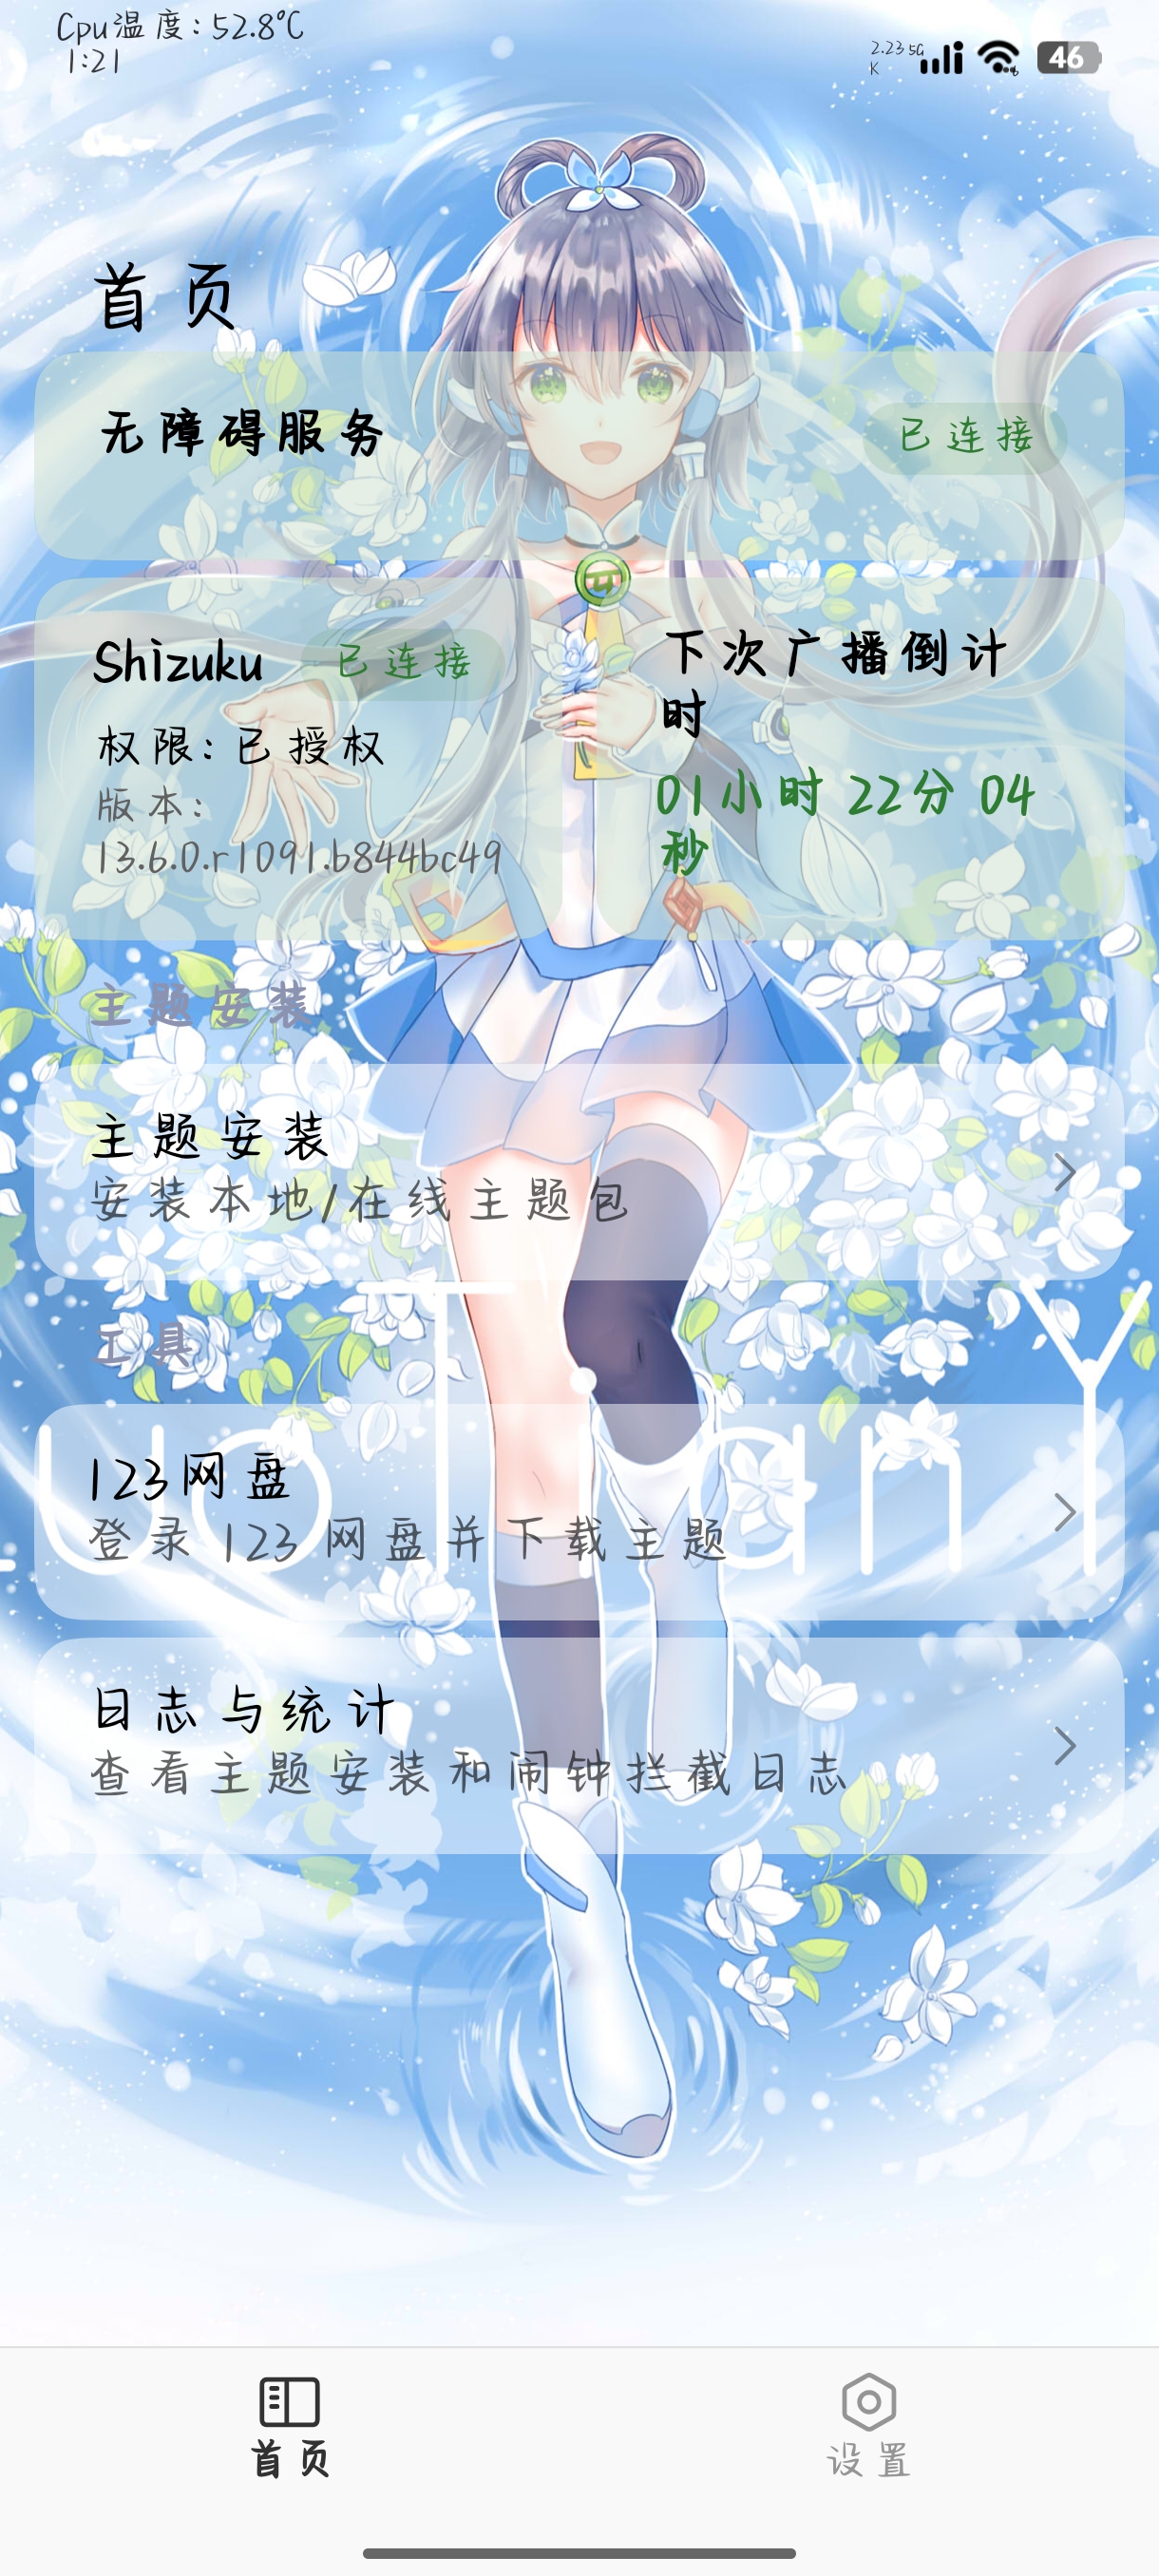 Cpu温度:52.8°C
1:21
2.23 5G
K
46
首页
无障碍服务
已连接
Shizuku
已连接
权限:已授权
版本:
13.6.0.r1091.b844bc49
下次广播倒计
时
01小时 22分 04
秒
主题安装
主题安装
安装本地/在线主题包
工具
uo Tian Y
123网盘
登录 123 网盘并下载主题
日志与统计
查看主题安装和闹钟拦截日志
首页
设置